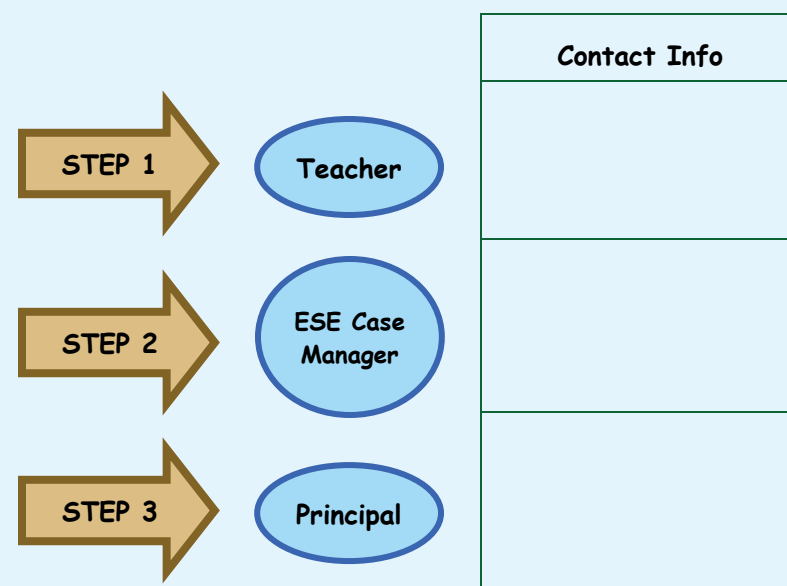 Contact Info
STEP 1
Teacher
STEP 2
ESE Case
Manager
STEP 3
Principal